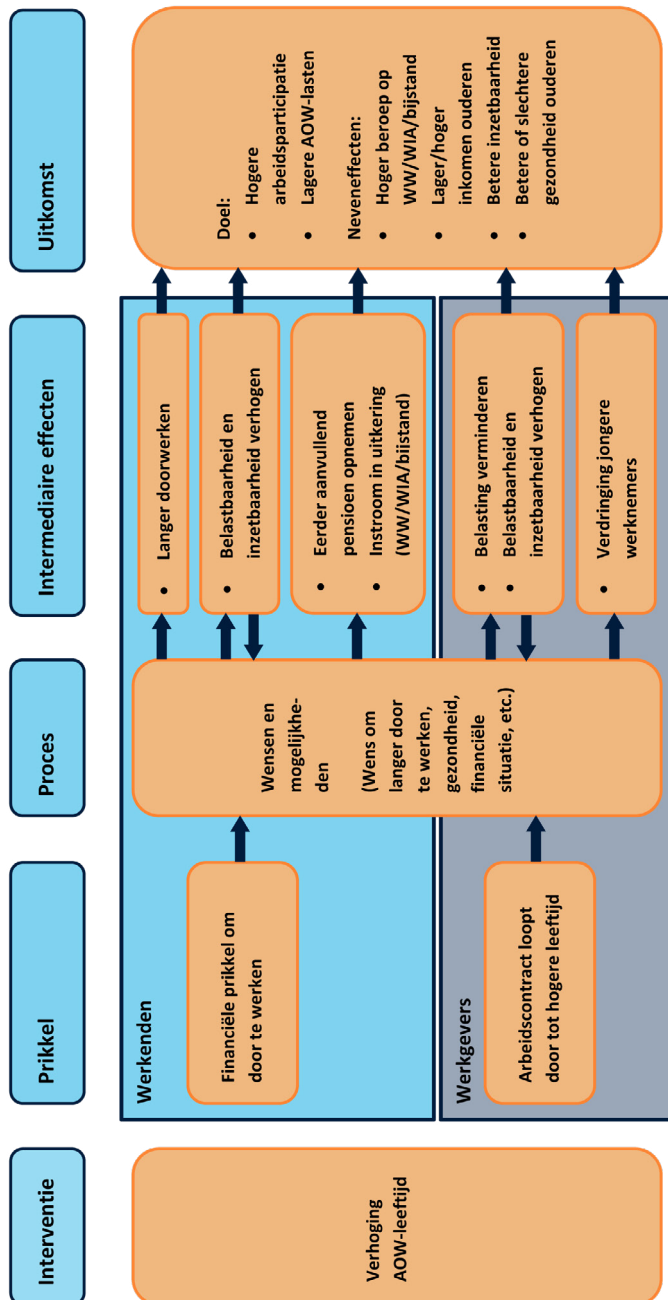 Interventie
Prikkel
Proces
Intermediaire effecten
Uitkomst
Verhoging
AOW-leeftijd
Werkenden
Financiële prikkel om
door te werken
Werkgevers
Arbeidscontract loopt
door tot hogere leeftijd
Wensen en
mogelijkhe-
den
(Wens om
langer door
te werken,
gezondheid,
financiële
situatie, etc.)
• Langer doorwerken
• Belastbaarheid en
inzetbaarheid verhogen
• Eerder aanvullend
pensioen opnemen
• Instroom in uitkering
(WW/WIA/bijstand)
• Belasting verminderen
• Belastbaarheid en
inzetbaarheid verhogen
• Verdringing jongere
werknemers
Doel:
• Hogere
arbeidsparticipatie
• Lagere AOW-lasten
Neveneffecten:
• Hoger beroep op
WW/WIA/bijstand
• Lager/hoger
inkomen ouderen
• Betere inzetbaarheid
• Betere of slechtere
gezondheid ouderen